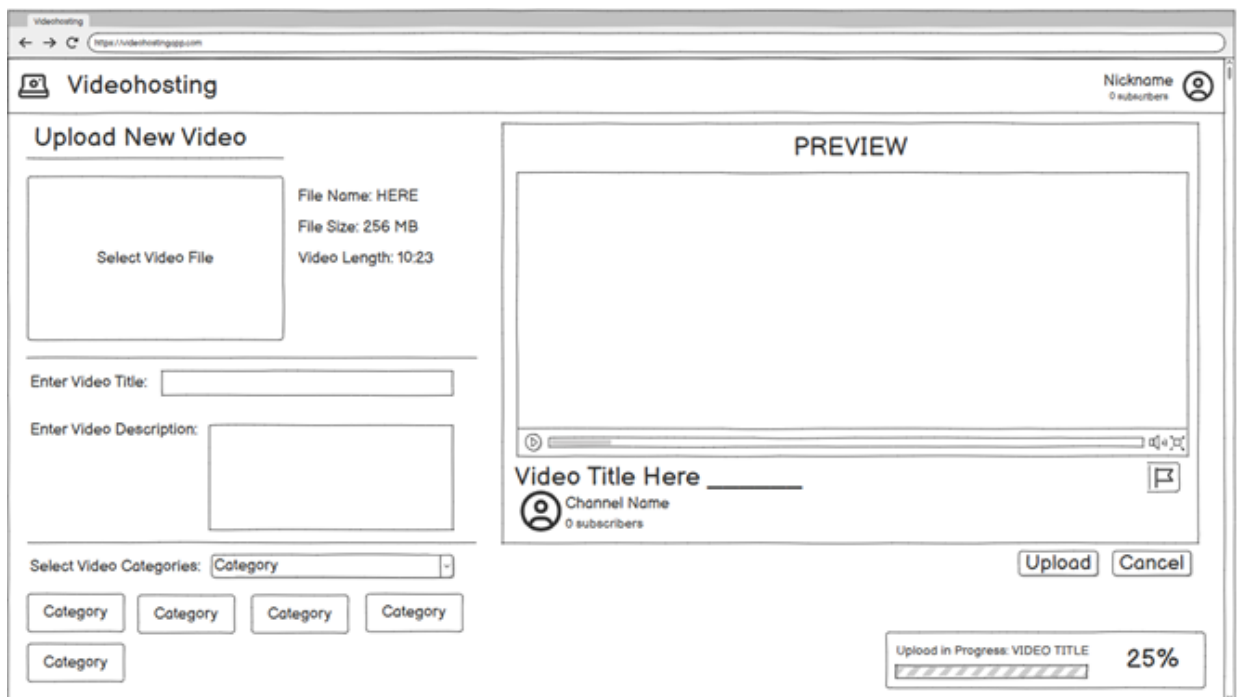 Videohosting
https://videohostingapp.com
Videohosting
Nickname
0 subscribers
Upload New Video
Select Video File
File Name: HERE
File Size: 256 MB
Video Length: 10:23
Enter Video Title:
Enter Video Description:
Select Video Categories: Category
Category Category Category Category
Category
PREVIEW
Video Title Here _______
Channel Name
0 subscribers
Upload Cancel
Upload in Progress: VIDEO TITLE
25%